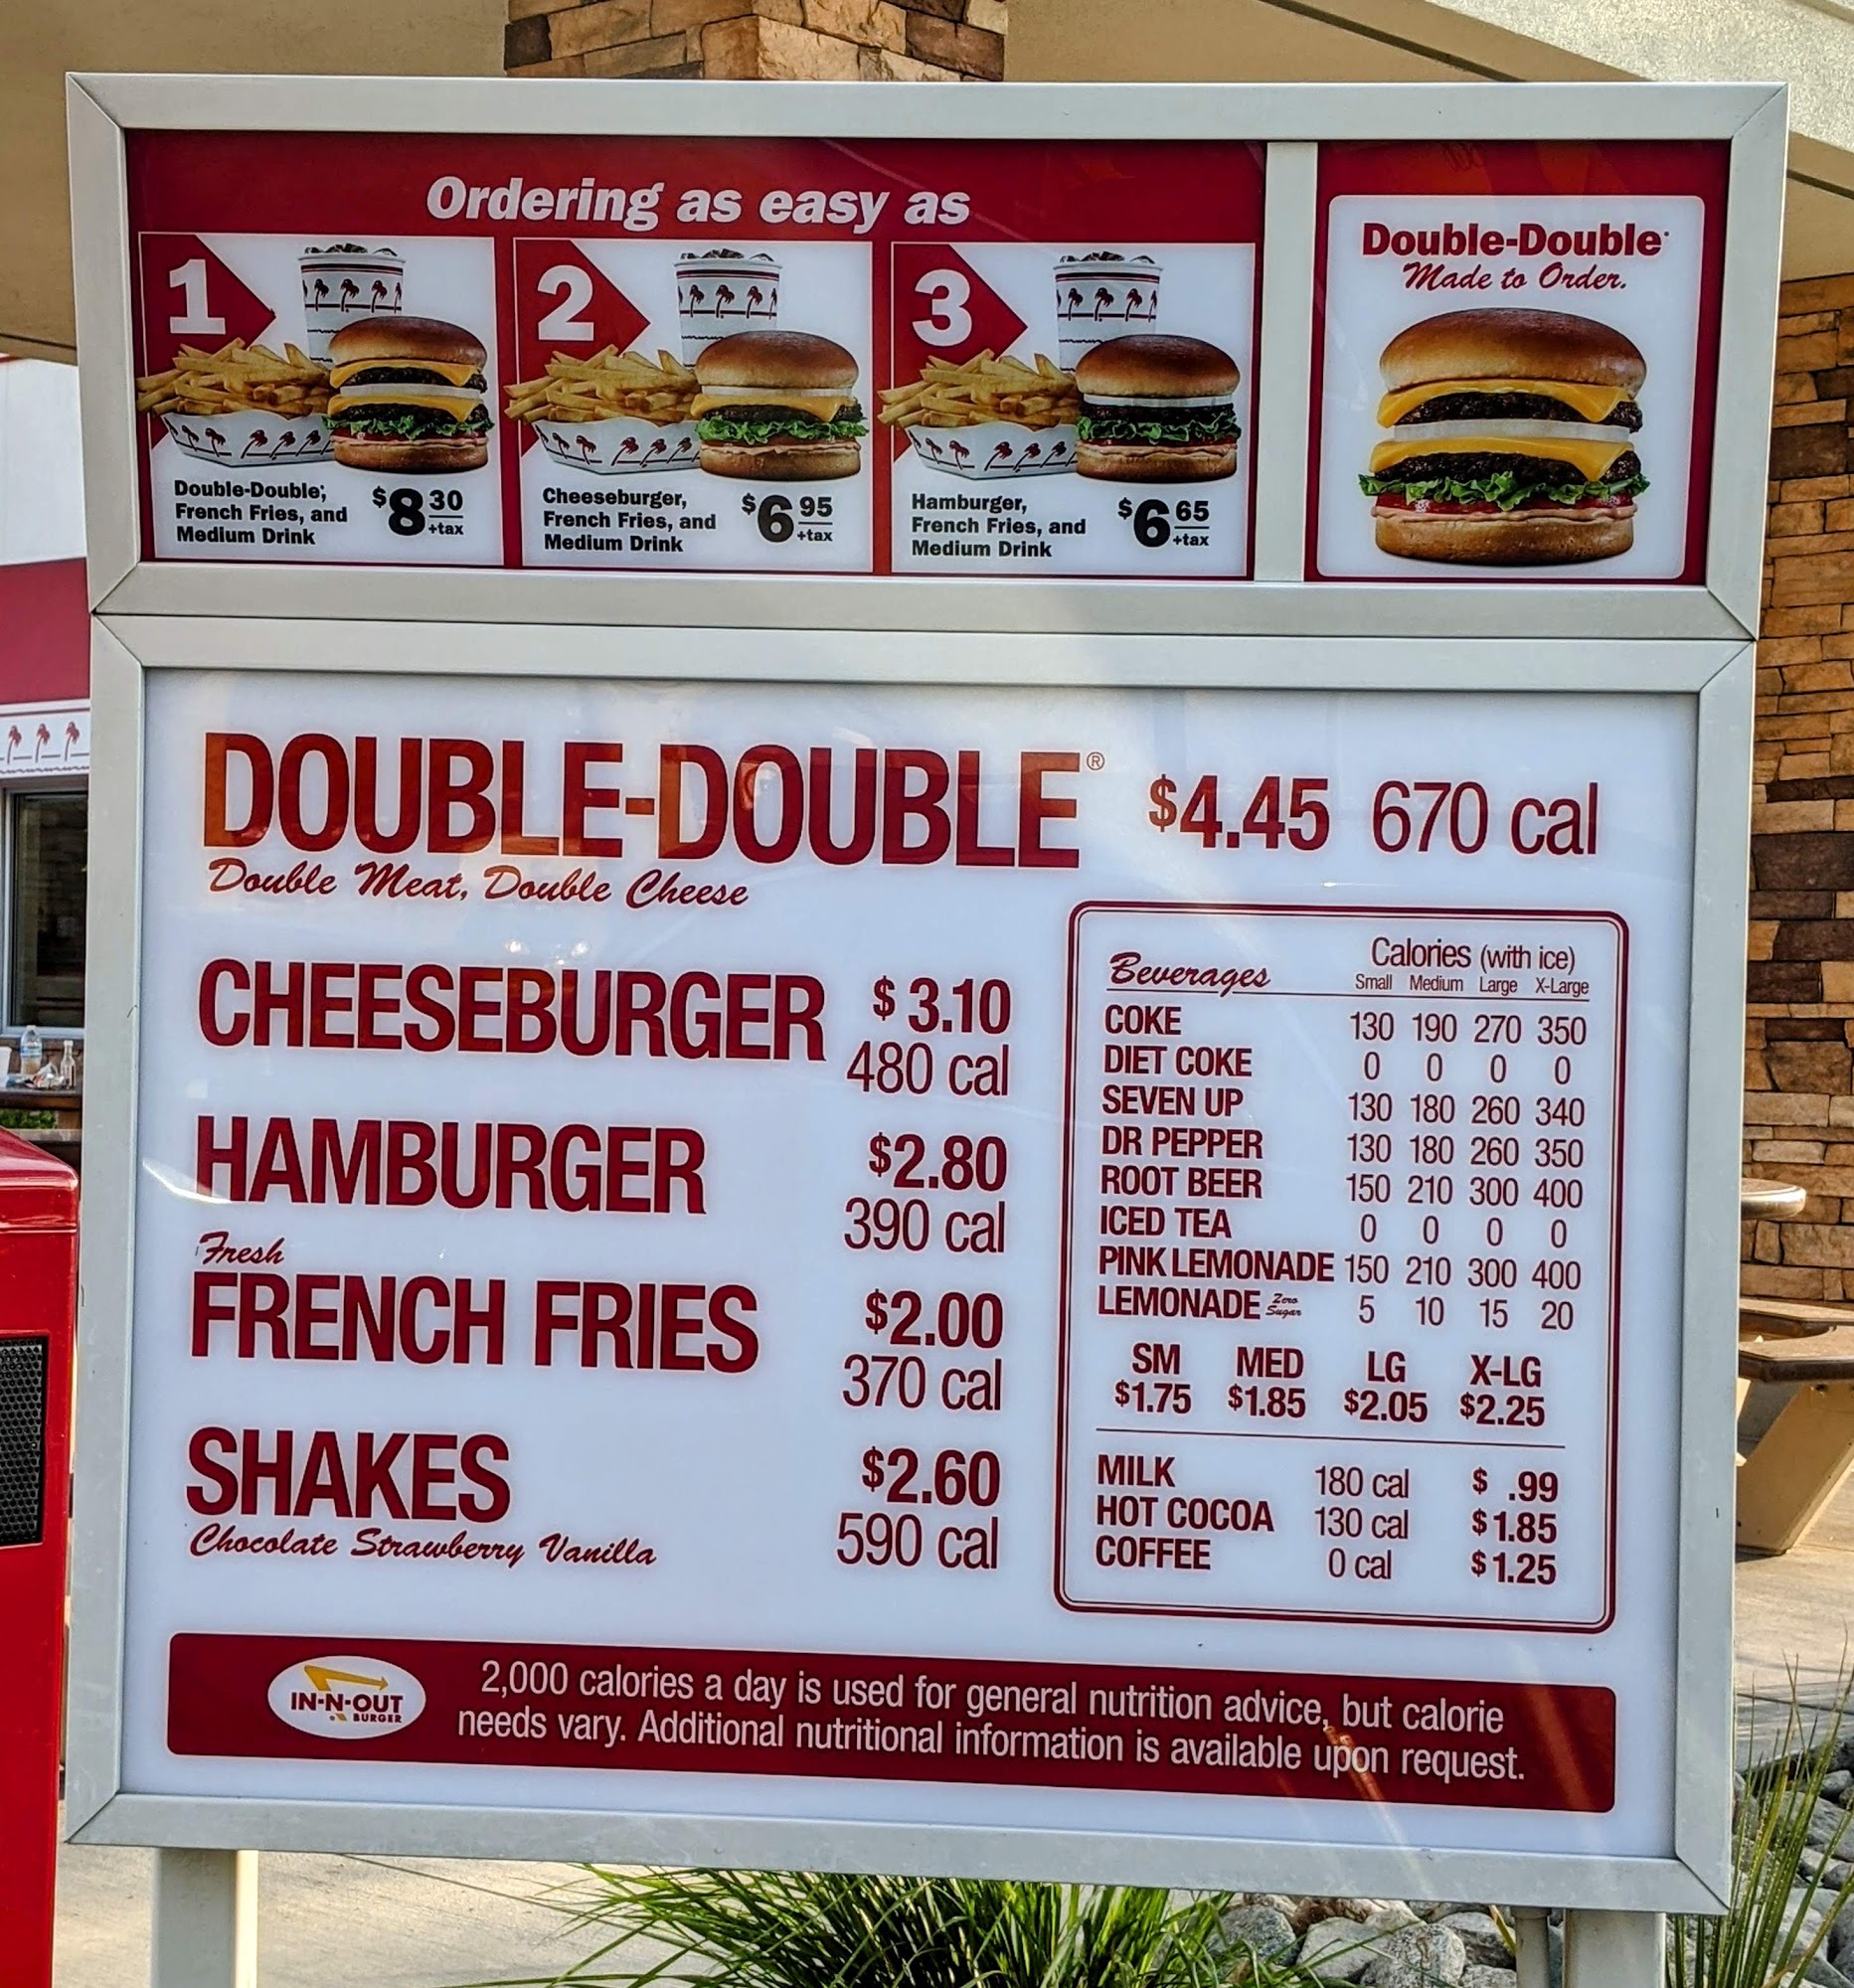 Ordering as easy as
1
Double-Double®,
French Fries, and
Medium Drink
$8 30
+tax
2
Cheeseburger,
French Fries, and
Medium Drink
$6 95
+tax
3
Hamburger,
French Fries, and
Medium Drink
$6 65
+tax
Double-Double®
Made to Order.
DOUBLE-DOUBLE® $4.45 670 cal
Double Meat, Double Cheese
CHEESEBURGER $3.10
480 cal
HAMBURGER $2.80
390 cal
Fresh
FRENCH FRIES $2.00
370 cal
SHAKES $2.60
Chocolate Strawberry Vanilla 590 cal
Beverages Calories (with ice)
Small Medium Large X-Large
COKE 130 190 270 350
DIET COKE 0 0 0 0
SEVEN UP 130 180 260 340
DR PEPPER 130 180 260 350
ROOT BEER 150 210 300 400
ICED TEA 0 0 0 0
PINK LEMONADE 150 210 300 400
LEMONADE Zero Sugar 5 10 15 20
SM MED LG X-LG
$1.75 $1.85 $2.05 $2.25
MILK 180 cal $ .99
HOT COCOA 130 cal $1.85
COFFEE 0 cal $1.25
IN-N-OUT
BURGER
2,000 calories a day is used for general nutrition advice, but calorie
needs vary. Additional nutritional information is available upon request.